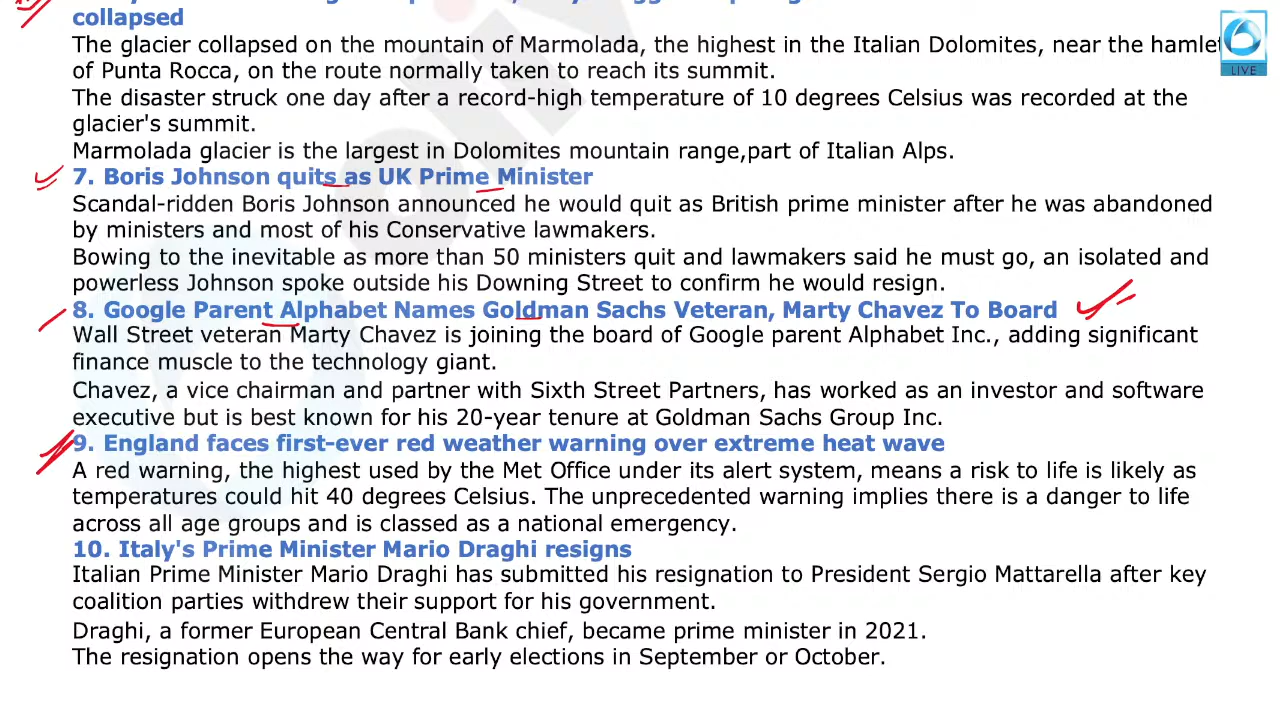 collapsed
The glacier collapsed on the mountain of Marmolada, the highest in the Italian Dolomites, near the hamlet
of Punta Rocca, on the route normally taken to reach its summit.
The disaster struck one day after a record-high temperature of 10 degrees Celsius was recorded at the
glacier's summit.
Marmolada glacier is the largest in Dolomites mountain range,part of Italian Alps.
7. Boris Johnson quits as UK Prime Minister
Scandal-ridden Boris Johnson announced he would quit as British prime minister after he was abandoned
by ministers and most of his Conservative lawmakers.
Bowing to the inevitable as more than 50 ministers quit and lawmakers said he must go, an isolated and
powerless Johnson spoke outside his Downing Street to confirm he would resign.
8. Google Parent Alphabet Names Goldman Sachs Veteran, Marty Chavez To Board
Wall Street veteran Marty Chavez is joining the board of Google parent Alphabet Inc., adding significant
finance muscle to the technology giant.
Chavez, a vice chairman and partner with Sixth Street Partners, has worked as an investor and software
executive but is best known for his 20-year tenure at Goldman Sachs Group Inc.
9. England faces first-ever red weather warning over extreme heat wave
A red warning, the highest used by the Met Office under its alert system, means a risk to life is likely as
temperatures could hit 40 degrees Celsius. The unprecedented warning implies there is a danger to life
across all age groups and is classed as a national emergency.
10. Italy's Prime Minister Mario Draghi resigns
Italian Prime Minister Mario Draghi has submitted his resignation to President Sergio Mattarella after key
coalition parties withdrew their support for his government.
Draghi, a former European Central Bank chief, became prime minister in 2021.
The resignation opens the way for early elections in September or October.
LIVE